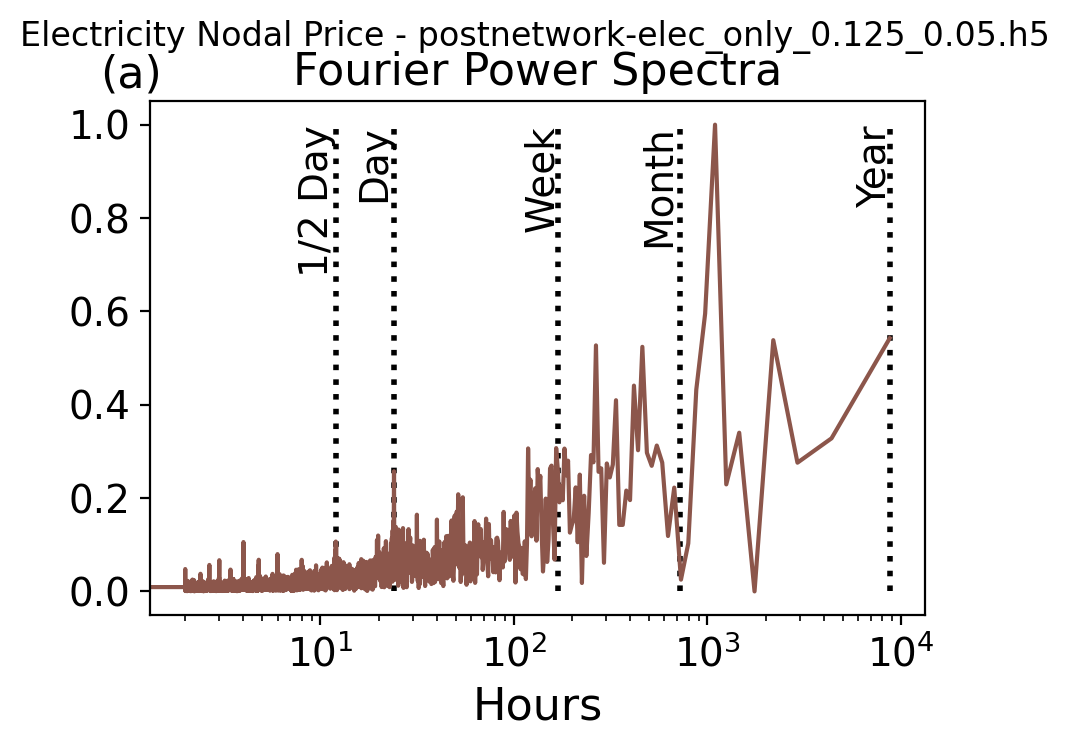 Electricity Nodal Price - postnetwork-elec_only_0.125_0.05.h5
(a) Fourier Power Spectra
1.0
0.8
0.6
0.4
0.2
0.0
1/2 Day
Day
Week
Month
Year
10¹ 10² 10³ 10⁴
Hours